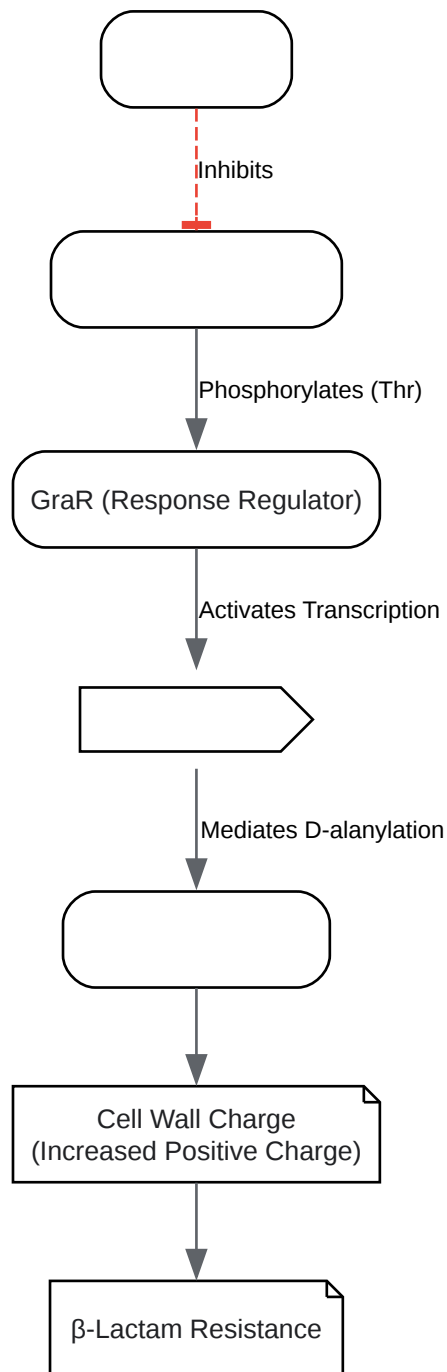 Inhibits
Phosphorylates (Thr)
GraR (Response Regulator)
Activates Transcription
Mediates D-alanylation
Cell Wall Charge
(Increased Positive Charge)
β-Lactam Resistance